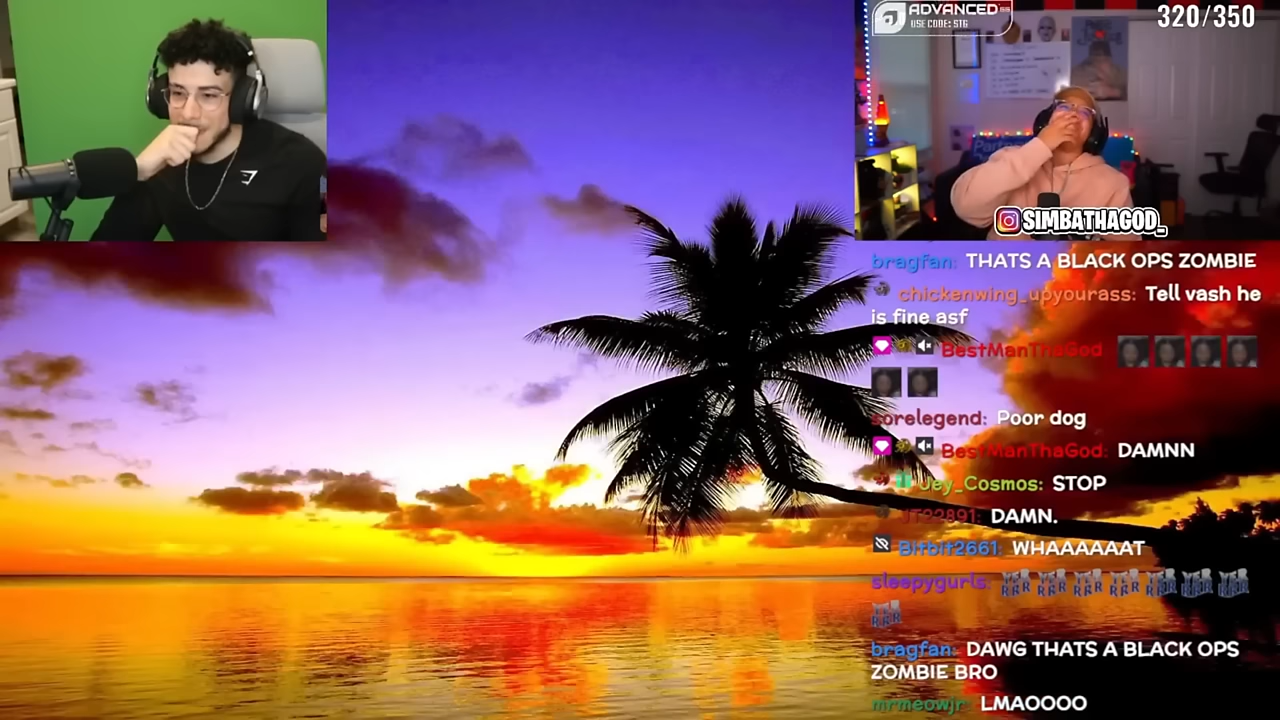 ADVANCED
USE CODE: STG
320/350
SIMBATHAGOD_
bragfan: THATS A BLACK OPS ZOMBIE
chickenwing_upyourass: Tell vash he
is fine asf
BestManThaGod
sorelegend: Poor dog
BestManThaGod: DAMNN
Jey_Cosmos: STOP
DAMN.
Bitbit2661: WHAAAAAAT
sleepygurls:
bragfan: DAWG THATS A BLACK OPS
ZOMBIE BRO
mrmeowjr: LMAOOOO